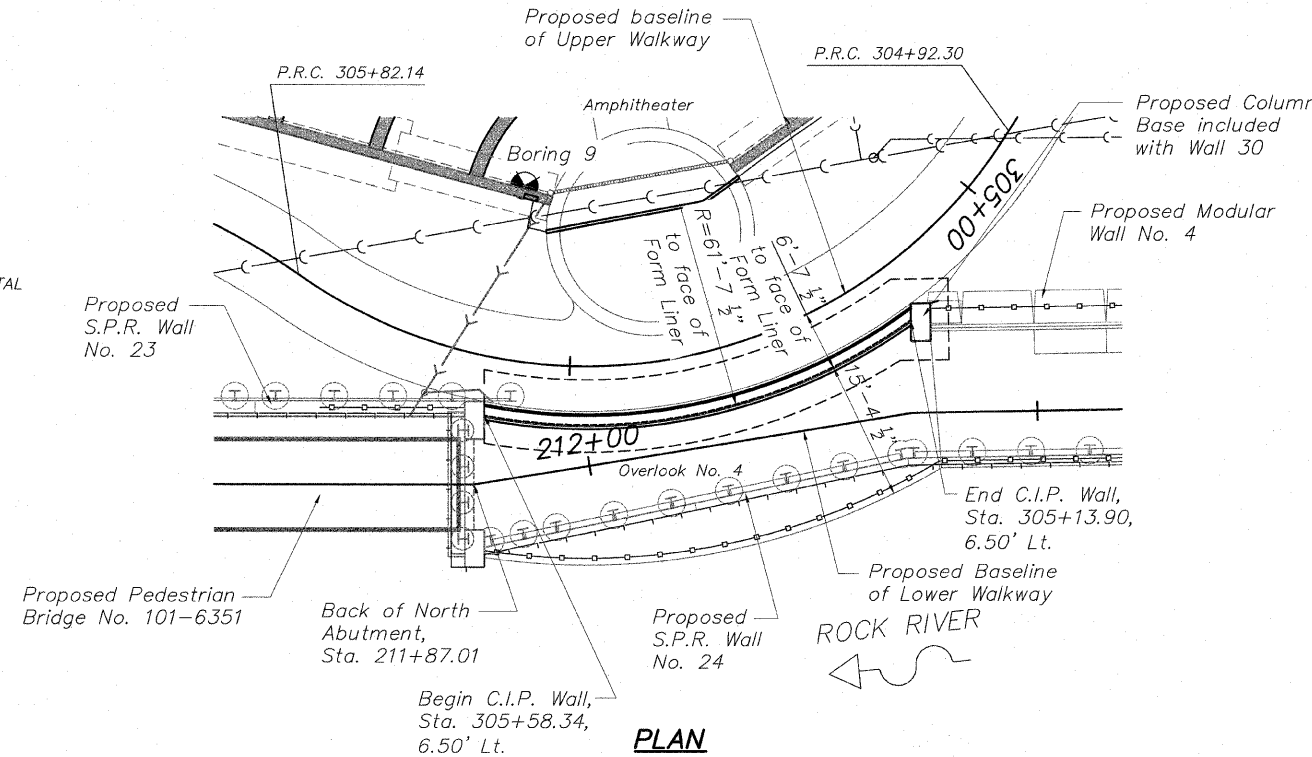 Proposed baseline
of Upper Walkway
P.R.C. 304+92.30
P.R.C. 305+82.14
Amphitheater
Proposed Column
Base included
with Wall 30
Boring 9
305+00
Proposed Modular
Wall No. 4
R=61'-7 ½"
to face of
Form Liner
6'-7 ½"
to face of
Form Liner
TAL
Proposed
S.P.R. Wall
No. 23
15'-4 ½"
212+00
Overlook No. 4
End C.I.P. Wall,
Sta. 305+13.90,
6.50' Lt.
Proposed Pedestrian
Bridge No. 101-6351
Back of North
Abutment,
Sta. 211+87.01
Proposed
S.P.R. Wall
No. 24
Proposed Baseline
of Lower Walkway
ROCK RIVER
Begin C.I.P. Wall,
Sta. 305+58.34,
6.50' Lt.
PLAN